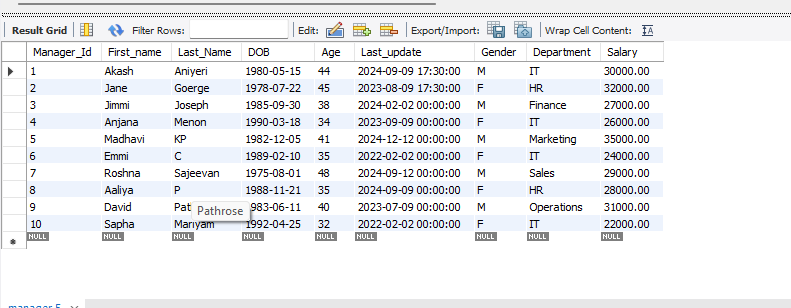 Result Grid Filter Rows: Edit: Export/Import: Wrap Cell Content: IA
Manager_Id First_name Last_Name DOB Age Last_update Gender Department Salary
1 Akash Aniyeri 1980-05-15 44 2024-09-09 17:30:00 M IT 30000.00
2 Jane Goerge 1978-07-22 45 2023-08-09 17:30:00 F HR 32000.00
3 Jimmi Joseph 1985-09-30 38 2024-02-02 00:00:00 M Finance 27000.00
4 Anjana Menon 1990-03-18 34 2023-09-09 00:00:00 F IT 26000.00
5 Madhavi KP 1982-12-05 41 2024-12-12 00:00:00 M Marketing 35000.00
6 Emmi C 1989-02-10 35 2022-02-02 00:00:00 F IT 24000.00
7 Roshna Sajeevan 1975-08-01 48 2024-09-12 00:00:00 M Sales 29000.00
8 Aaliya P 1988-11-21 35 2024-09-09 00:00:00 F HR 28000.00
9 David Pat 983-06-11 40 2023-07-09 00:00:00 M Operations 31000.00
Pathrose
10 Sapha Mariyam 1992-04-25 32 2022-02-02 00:00:00 F IT 22000.00
NULL NULL NULL NULL NULL NULL NULL NULL NULL